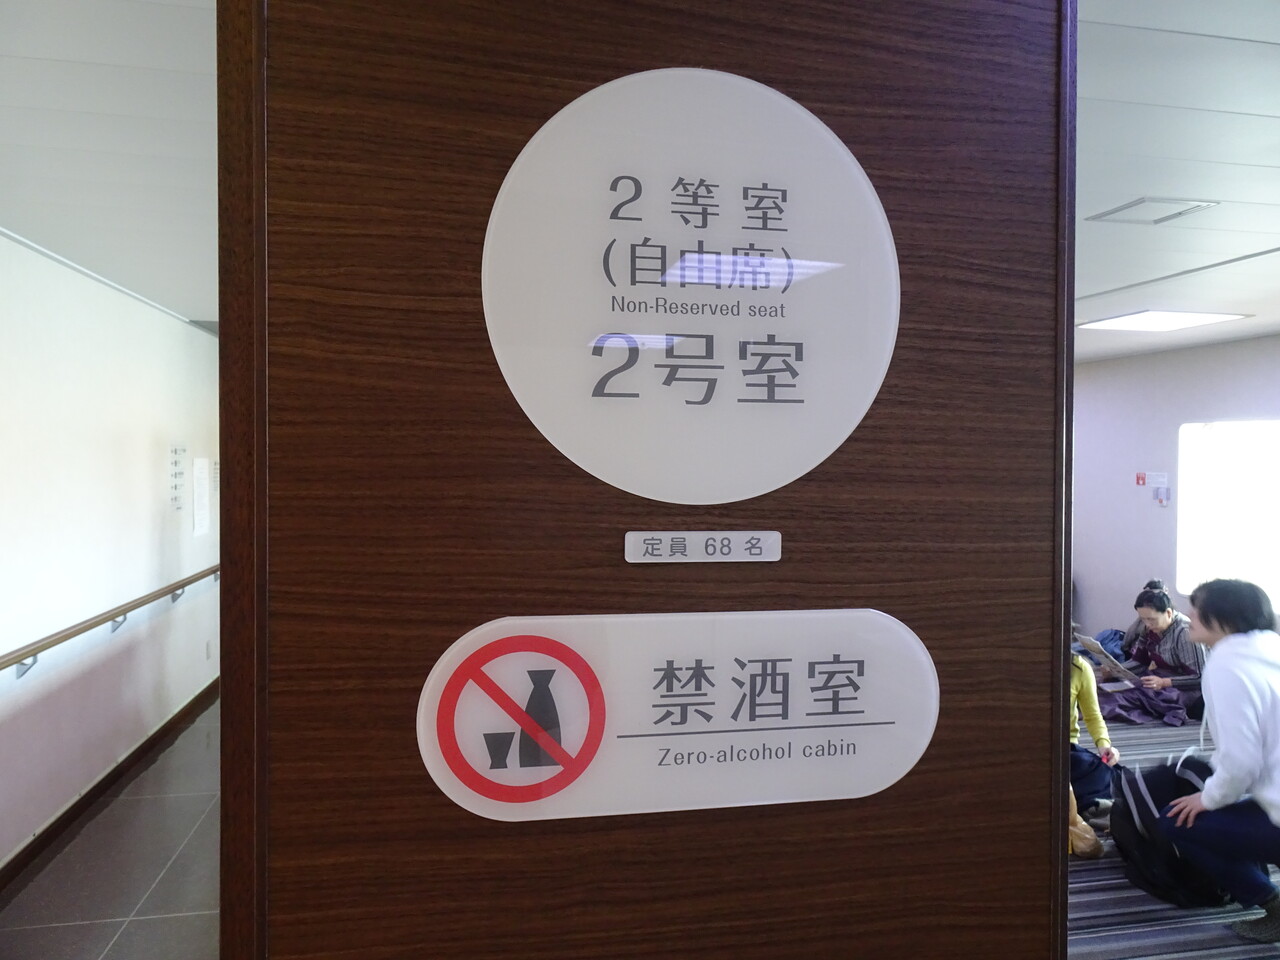 2等室
(自由席)
Non-Reserved seat
2号室
定員 68 名
禁酒室
Zero-alcohol cabin